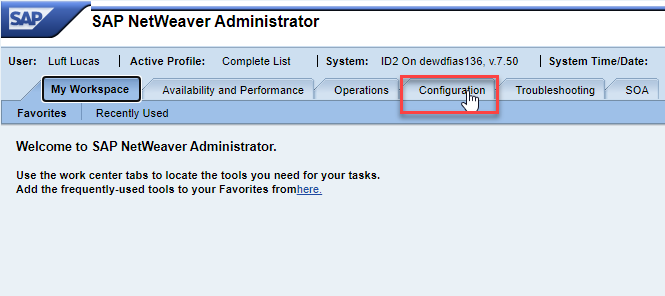 SAP SAP NetWeaver Administrator
User: Luft Lucas | Active Profile: Complete List | System: ID2 On dewdfias136, v.7.50 | System Time/Date:
My Workspace Availability and Performance Operations Configuration Troubleshooting SOA
Favorites Recently Used
Welcome to SAP NetWeaver Administrator.
Use the work center tabs to locate the tools you need for your tasks.
Add the frequently-used tools to your Favorites fromhere.